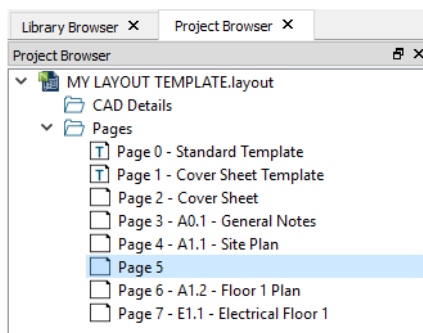 Library Browser X Project Browser X
Project Browser
MY LAYOUT TEMPLATE.layout
CAD Details
Pages
T Page 0 - Standard Template
T Page 1 - Cover Sheet Template
Page 2 - Cover Sheet
Page 3 - A0.1 - General Notes
Page 4 - A1.1 - Site Plan
Page 5
Page 6 - A1.2 - Floor 1 Plan
Page 7 - E1.1 - Electrical Floor 1